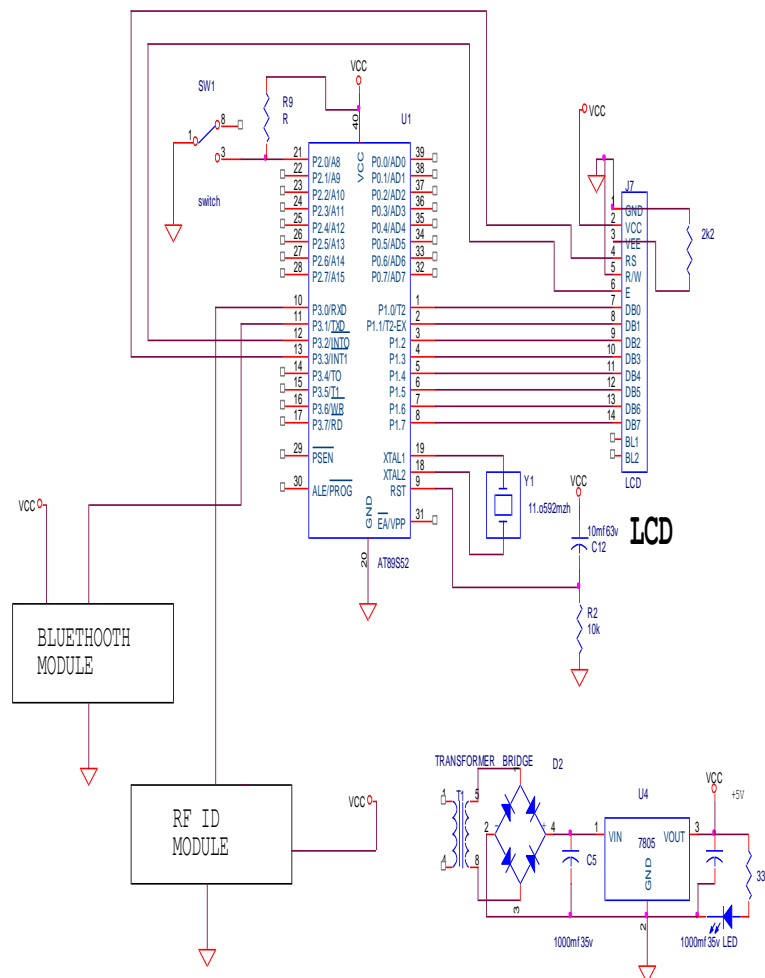 VCC
SW1
R9
R
U1
1
8
3
switch
40
VCC
21 P2.0/A8
22 P2.1/A9
23 P2.2/A10
24 P2.3/A11
25 P2.4/A12
26 P2.5/A13
27 P2.6/A14
28 P2.7/A15
10 P3.0/RXD
11 P3.1/TXD
12 P3.2/INTO
13 P3.3/INT1
14 P3.4/TO
15 P3.5/T1
16 P3.6/WR
17 P3.7/RD
29 PSEN
30 ALE/PROG
P0.0/AD0 39
P0.1/AD1 38
P0.2/AD2 37
P0.3/AD3 36
P0.4/AD4 35
P0.5/AD5 34
P0.6/AD6 33
P0.7/AD7 32
P1.0/T2 1
P1.1/T2-EX 2
P1.2 3
P1.3 4
P1.4 5
P1.5 6
P1.6 7
P1.7 8
XTAL1 19
XTAL2 18
RST 9
EA/VPP 31
GND
20
AT89S52
VCC
J7
1 GND
2 VCC
3 VEE
4 RS
5 R/W
6 E
7 DB0
8 DB1
9 DB2
10 DB3
11 DB4
12 DB5
13 DB6
14 DB7
BL1
BL2
LCD
2k2
LCD
Y1
11.o592mzh
VCC
10mf63v
C12
R2
10k
VCC
BLUETHOOTH
MODULE
RF ID
MODULE
VCC
TRANSFORMER BRIDGE D2
T1
1
5
4
8
1
2
-
+
4
3
C5
1000mf35v
U4
1 VIN
7805
VOUT 3
GND
2
VCC
+5V
33
1000mf35v LED